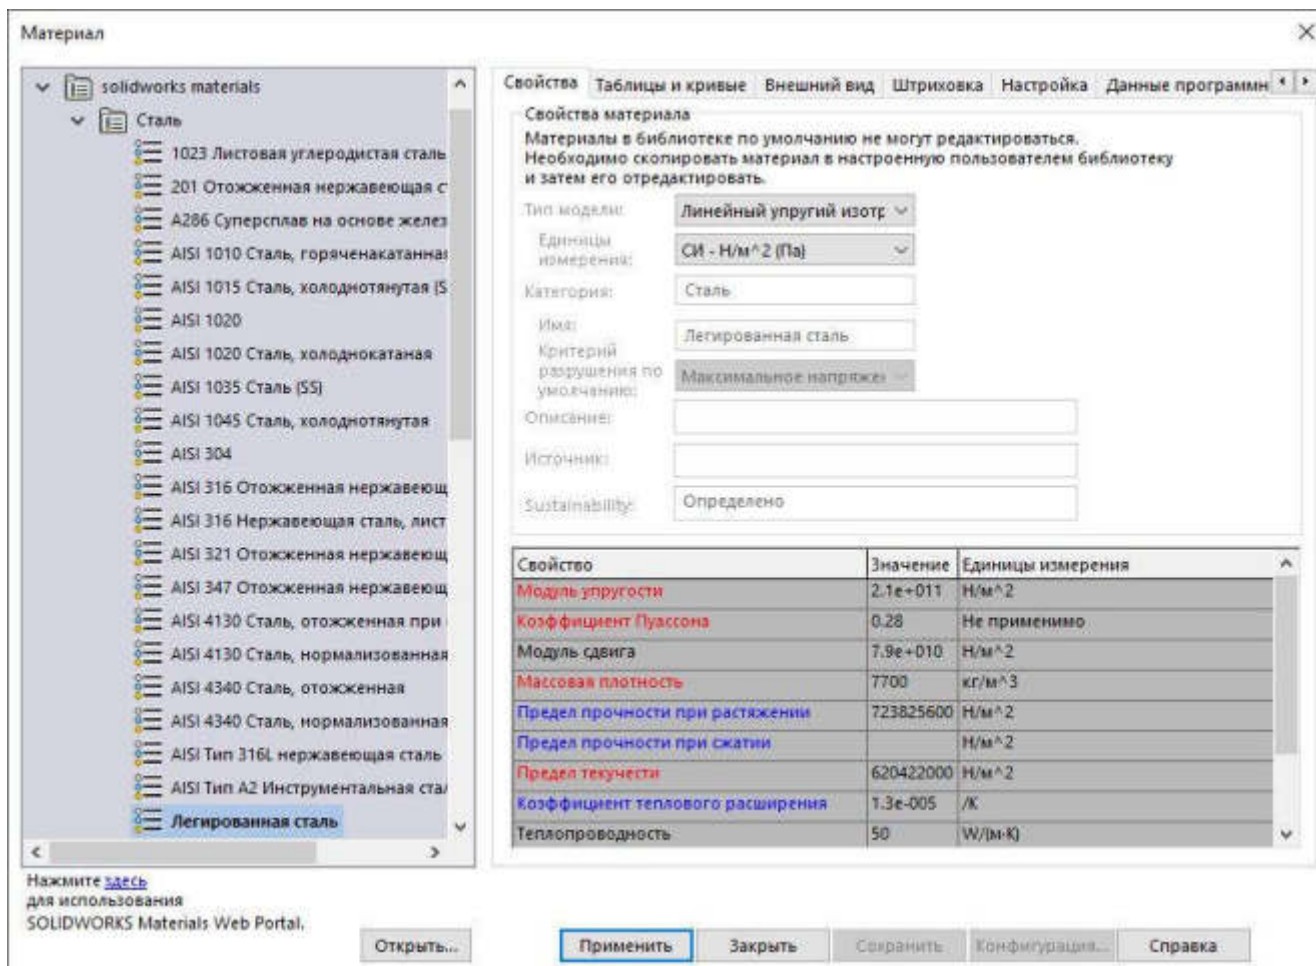 Материал
solidworks materials
Сталь
1023 Листовая углеродистая сталь
201 Отожженная нержавеющая ст
A286 Суперсплав на основе желез
AISI 1010 Сталь, горяченакатанная
AISI 1015 Сталь, холоднотянутая (S
AISI 1020
AISI 1020 Сталь, холоднокатаная
AISI 1035 Сталь (SS)
AISI 1045 Сталь, холоднотянутая
AISI 304
AISI 316 Отожженная нержавеющ
AISI 316 Нержавеющая сталь, лист
AISI 321 Отожженная нержавеющ
AISI 347 Отожженная нержавеющ
AISI 4130 Сталь, отожженная при
AISI 4130 Сталь, нормализованная
AISI 4340 Сталь, отожженная
AISI 4340 Сталь, нормализованная
AISI Тип 316L нержавеющая сталь
AISI Тип A2 Инструментальная ста
Легированная сталь
Нажмите здесь
для использования
SOLIDWORKS Materials Web Portal.
Свойства Таблицы и кривые Внешний вид Штриховка Настройка Данные программн
Свойства материала
Материалы в библиотеке по умолчанию не могут редактироваться.
Необходимо скопировать материал в настроенную пользователем библиотеку
и затем его отредактировать.
Тип модели: Линейный упругий изотр
Единицы
измерения: СИ - Н/м^2 (Па)
Категория: Сталь
Имя: Легированная сталь
Критерий
разрушения по
умолчанию: Максимальное напряже
Описание:
Источник:
Sustainability: Определено
Свойство Значение Единицы измерения
Модуль упругости 2.1e+011 Н/м^2
Коэффициент Пуассона 0.28 Не применимо
Модуль сдвига 7.9e+010 Н/м^2
Массовая плотность 7700 кг/м^3
Предел прочности при растяжении 723825600 Н/м^2
Предел прочности при сжатии Н/м^2
Предел текучести 620422000 Н/м^2
Коэффициент теплового расширения 1.3e-005 /K
Теплопроводность 50 W/(м·K)
Открыть... Применить Закрыть Сохранить Конфигурация... Справка